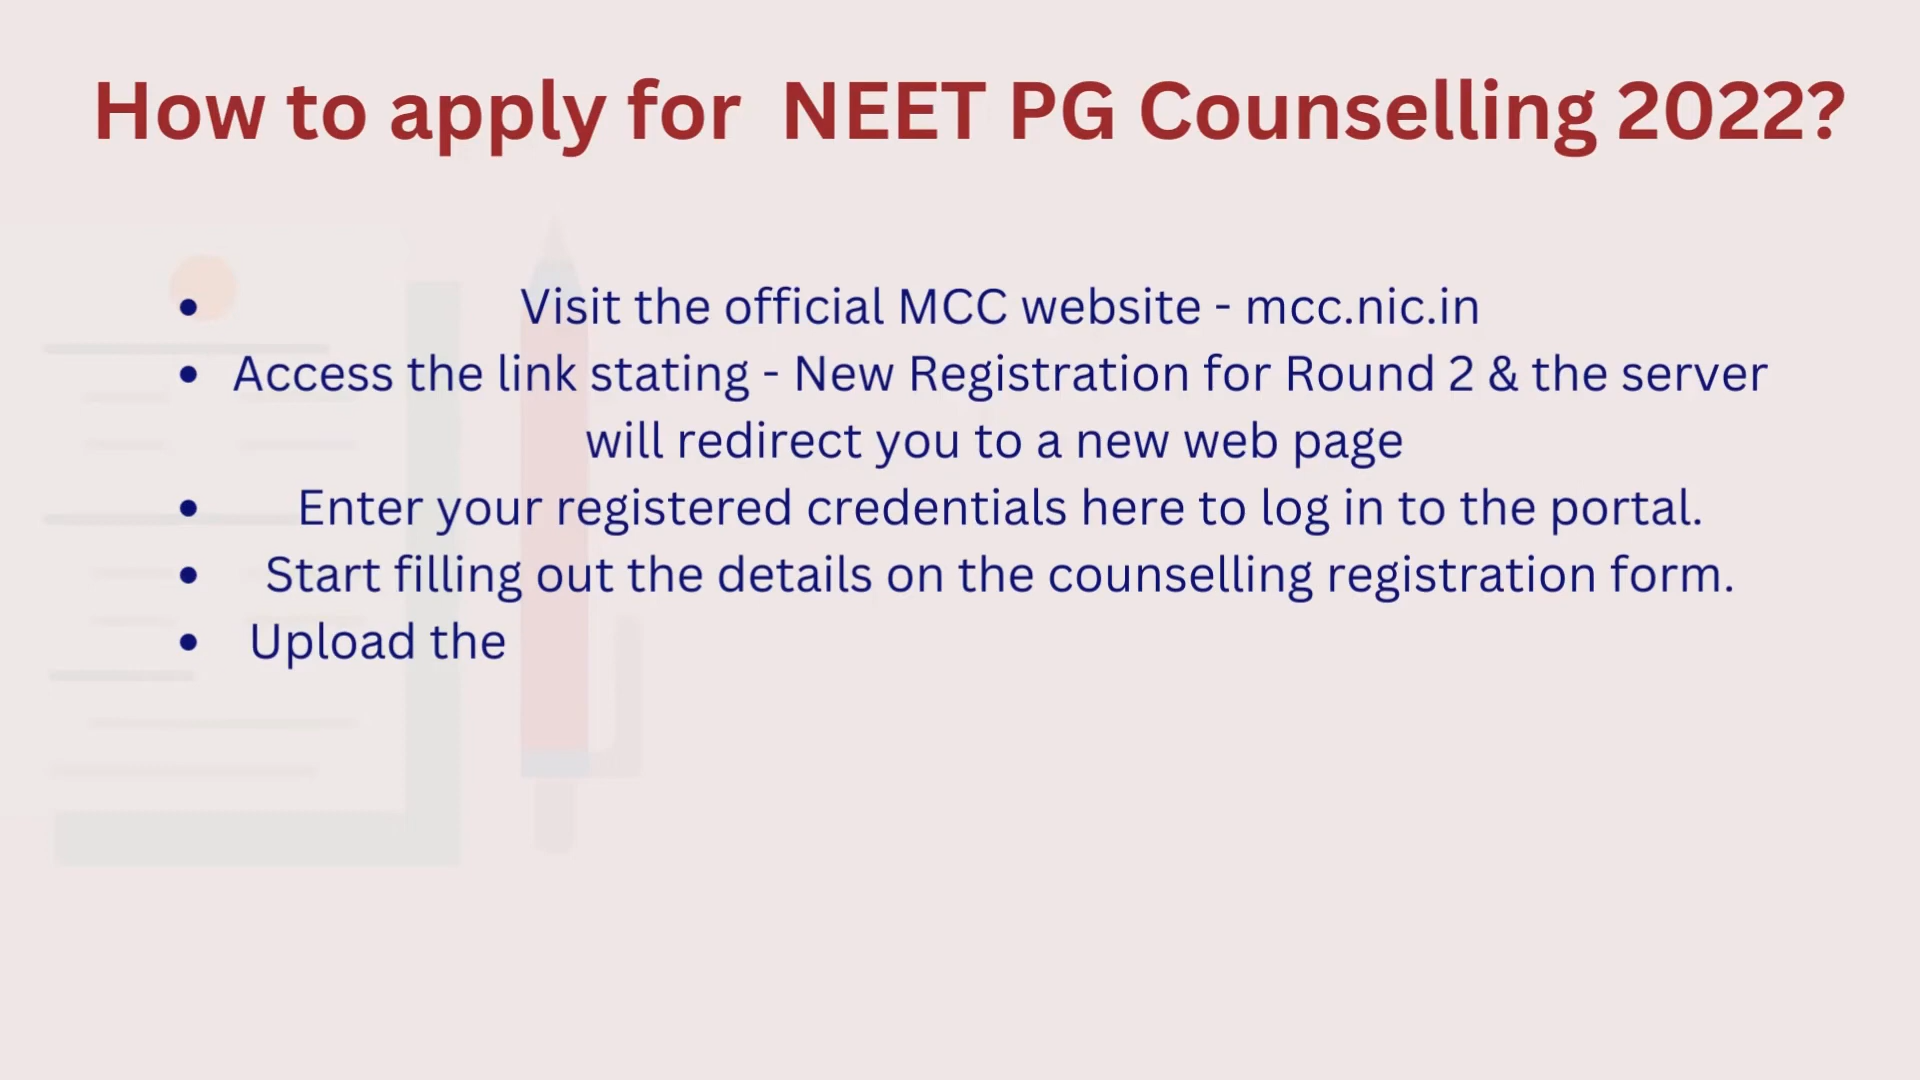 How to apply for  NEET PG Counselling 2022?
• Visit the official MCC website - mcc.nic.in
• Access the link stating - New Registration for Round 2 & the server
will redirect you to a new web page
• Enter your registered credentials here to log in to the portal.
• Start filling out the details on the counselling registration form.
• Upload the